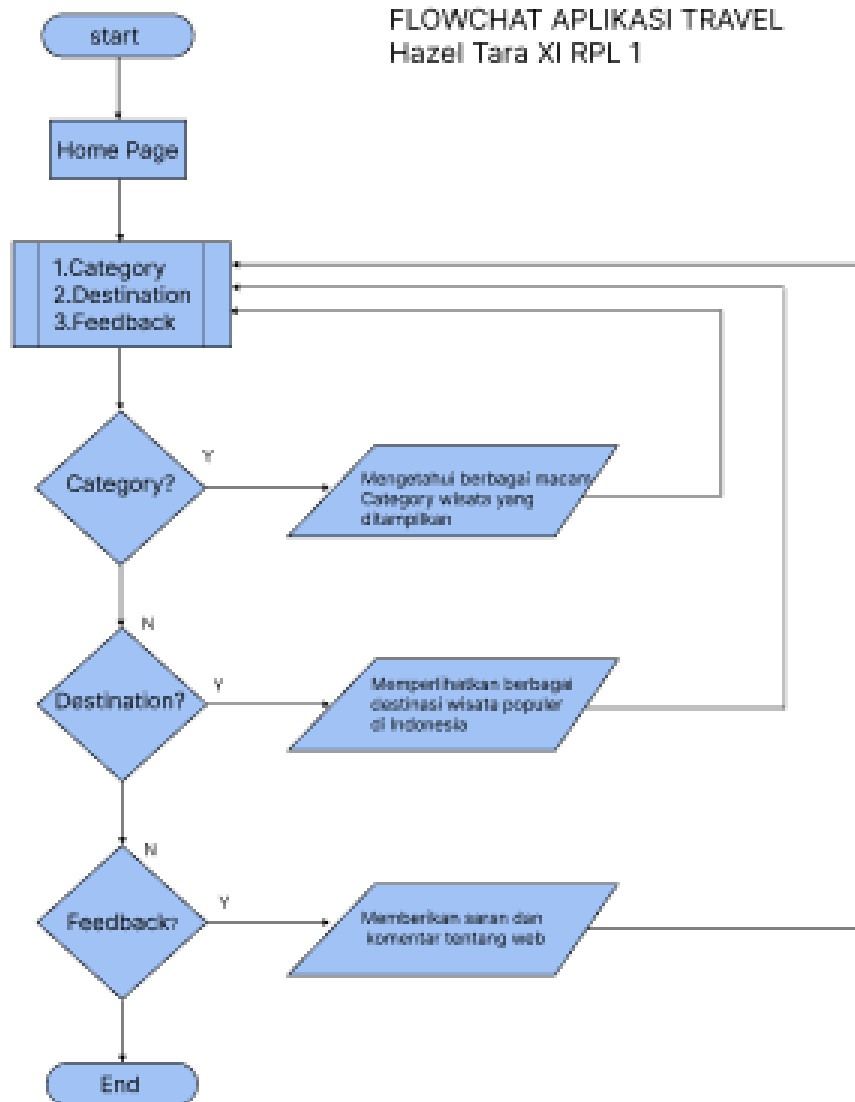 FLOWCHAT APLIKASI TRAVEL
Hazel Tara XI RPL 1
start
Home Page
1.Category
2.Destination
3.Feedback
Category?
Y
Mengetahui berbagai macam
Category wisata yang
ditampilkan
N
Destination?
Y
Memperlihatkan berbagai
destinasi wisata populer
di Indonesia
N
Feedback?
Y
Memberikan saran dan
komentar tentang web
End